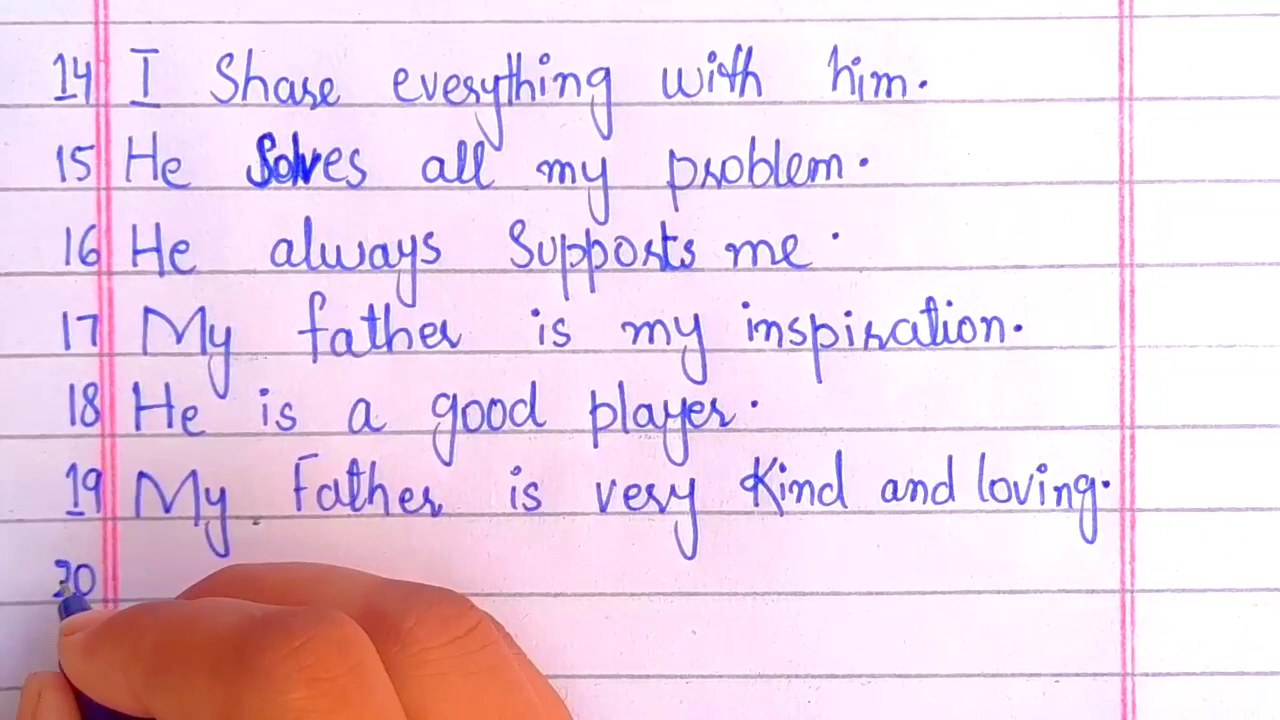 14 I Share everything with him.
15 He Solves all my problem.
16 He always Supports me.
17 My father is my inspiration.
18 He is a good player.
19 My Father is very Kind and loving.
20